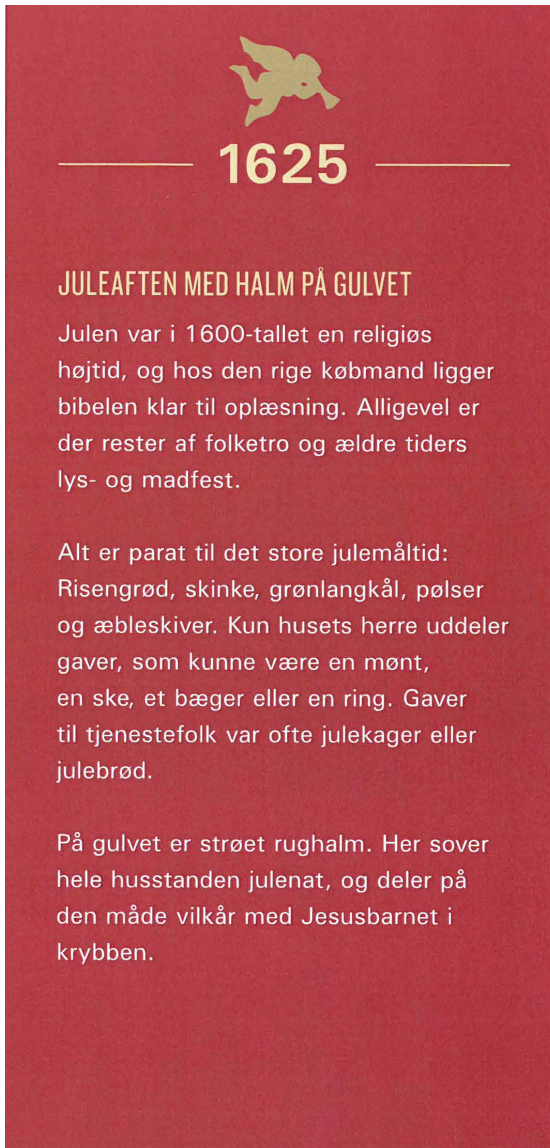 1625
JULEAFTEN MED HALM PÅ GULVET
Julen var i 1600-tallet en religiøs
højtid, og hos den rige købmand ligger
bibelen klar til oplæsning. Alligevel er
der rester af folketro og ældre tiders
lys- og madfest.
Alt er parat til det store julemåltid:
Risengrød, skinke, grønlangkål, pølser
og æbleskiver. Kun husets herre uddeler
gaver, som kunne være en mønt,
en ske, et bæger eller en ring. Gaver
til tjenestefolk var ofte julekager eller
julebrød.
På gulvet er strøet rughalm. Her sover
hele husstanden julenat, og deler på
den måde vilkår med Jesusbarnet i
krybben.